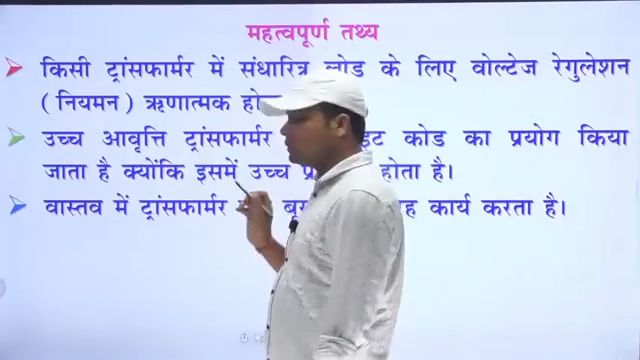 महत्वपूर्ण तथ्य
किसी ट्रांसफार्मर में संधारित्र लोड के लिए वोल्टेज रेगुलेशन
(नियमन) ऋणात्मक
उच्च आवृत्ति ट्रांसफार्मर कोड का प्रयोग किया
जाता है क्योंकि इसमें उच्च होता है।
वास्तव में ट्रांसफार्मर कार्य करता है।